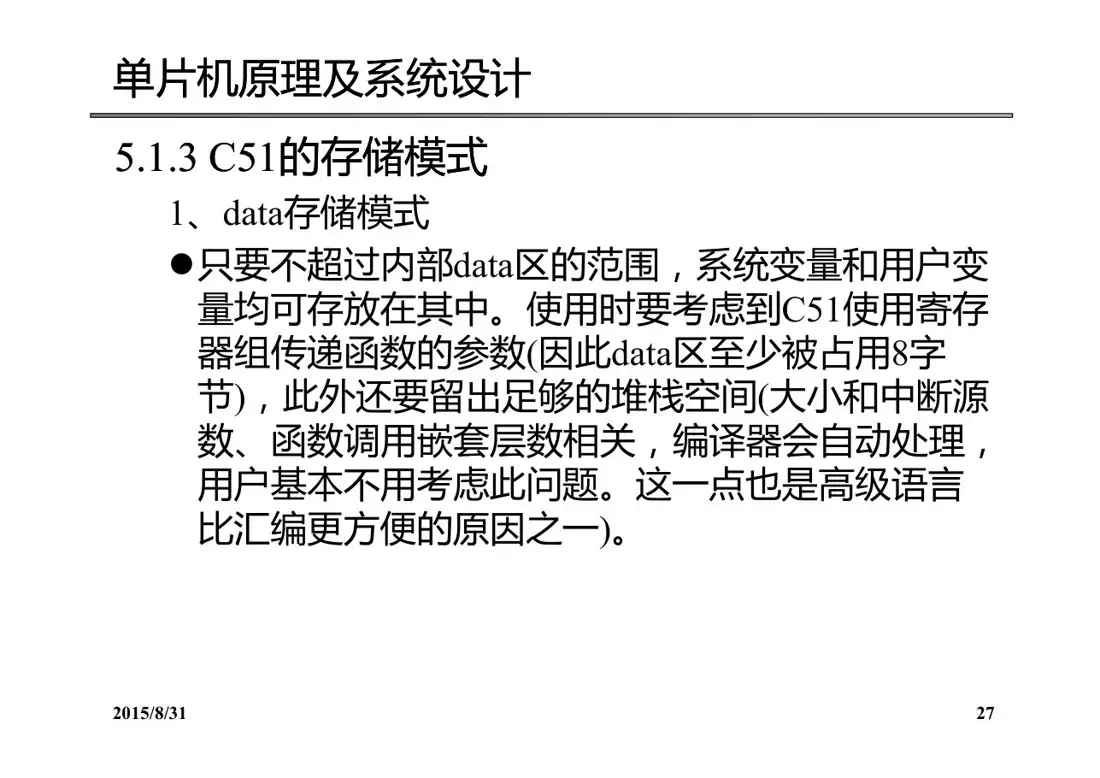 单片机原理及系统设计
5.1.3 C51的存储模式
1、data存储模式
●只要不超过内部data区的范围，系统变量和用户变
量均可存放在其中。使用时要考虑到C51使用寄存
器组传递函数的参数(因此data区至少被占用8字
节)，此外还要留出足够的堆栈空间(大小和中断源
数、函数调用嵌套层数相关，编译器会自动处理，
用户基本不用考虑此问题。这一点也是高级语言
比汇编更方便的原因之一)。
2015/8/31
27